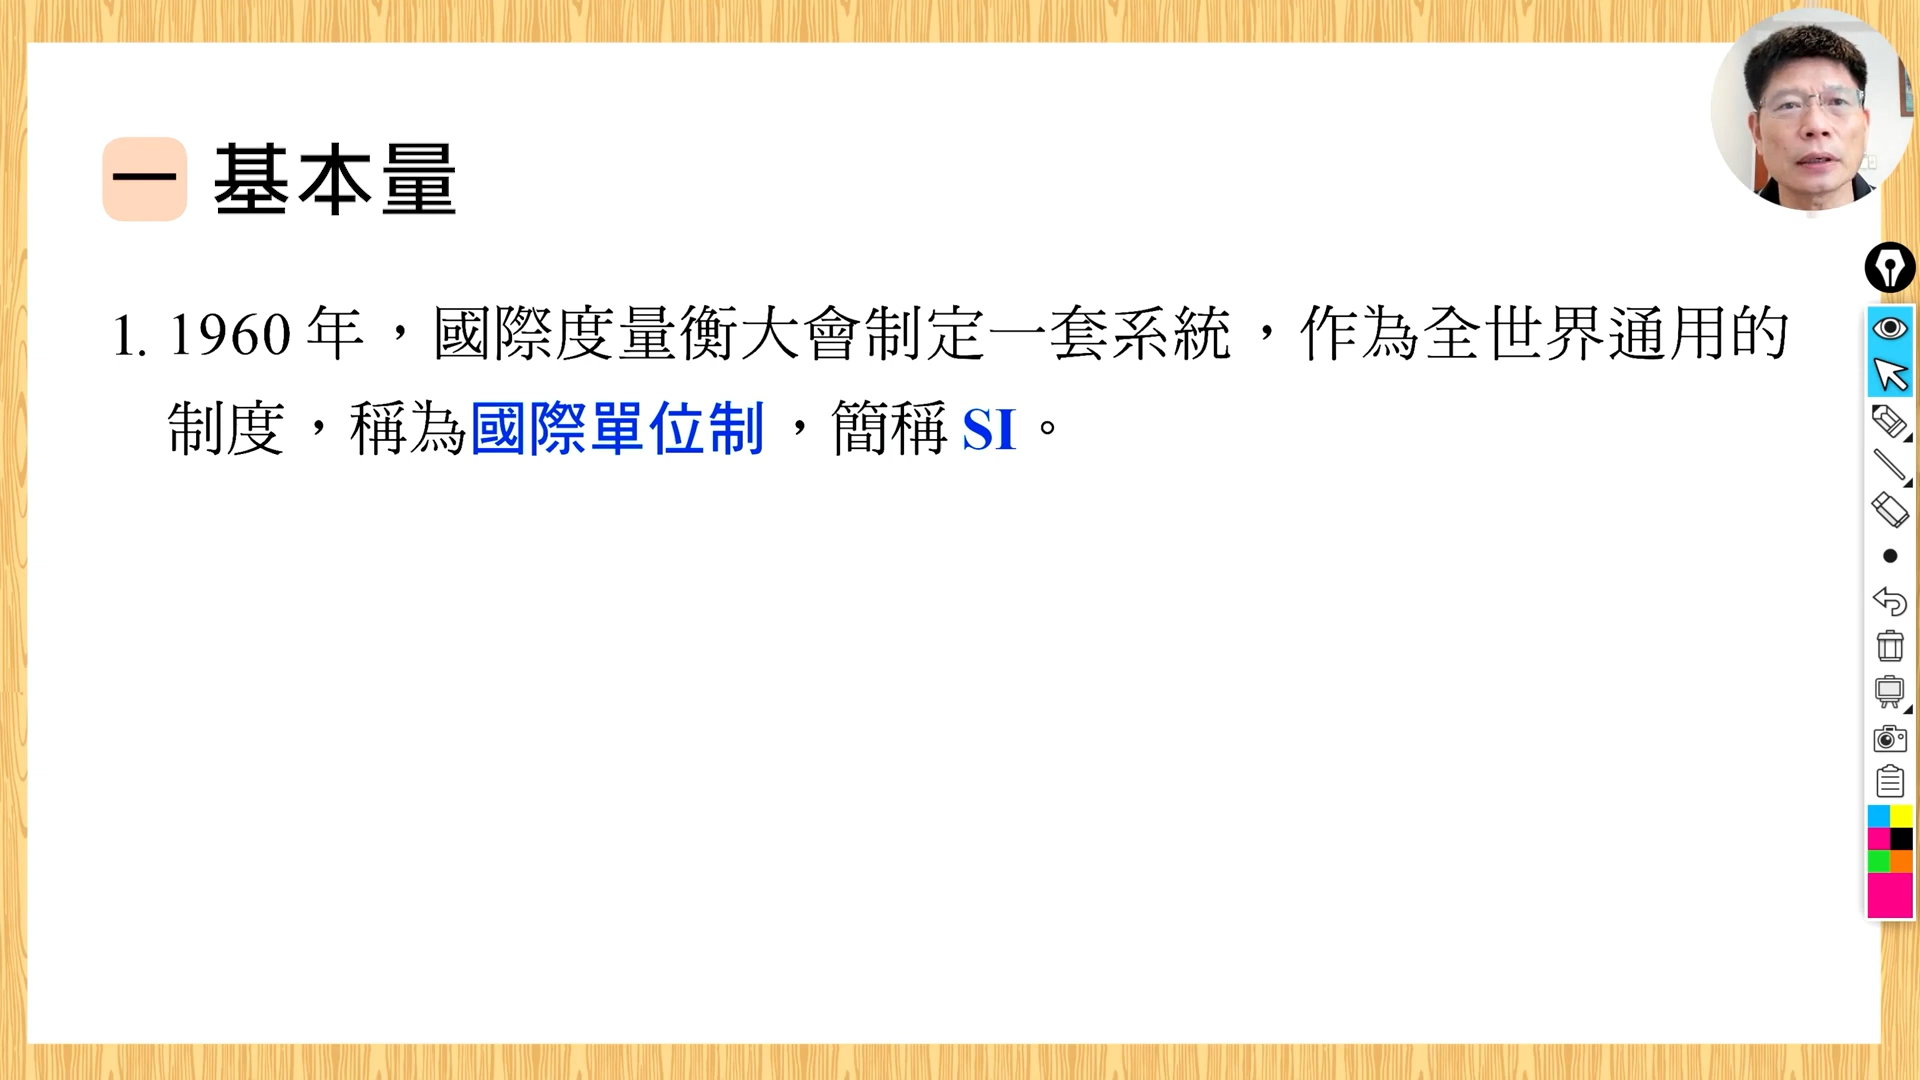 一 基本量
1. 1960 年，國際度量衡大會制定一套系統，作為全世界通用的
制度，稱為國際單位制，簡稱 SI。